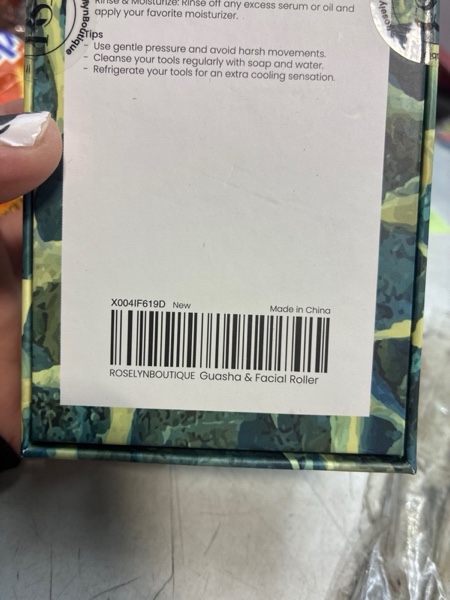 Rinse & Moisturize: Rinse off any excess serum or oil and
apply your favorite moisturizer.
Tips
- Use gentle pressure and avoid harsh movements.
- Cleanse your tools regularly with soap and water.
- Refrigerate your tools for an extra cooling sensation.
X004IF619D New
Made in China
ROSELYNBOUTIQUE Guasha & Facial Roller